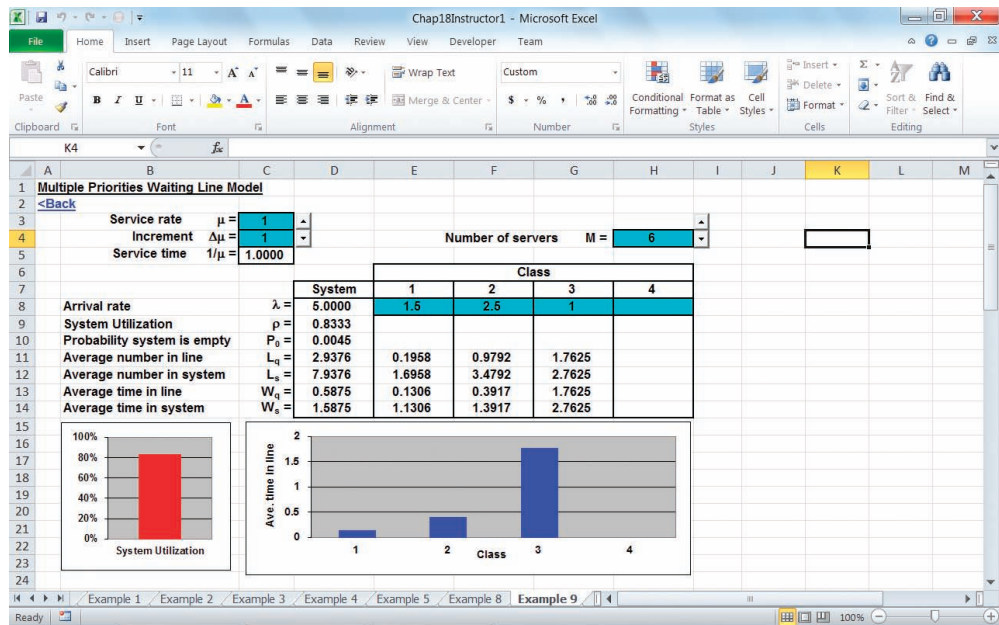 Chap18Instructor1 - Microsoft Excel
File Home Insert Page Layout Formulas Data Review View Developer Team
Paste
Calibri 11 A A
B I U A
Wrap Text
Merge & Center
Custom
$ % , .0 .00 .00 .0
Conditional Formatting
Format as Table
Cell Styles
Insert
Delete
Format
Σ
Sort & Filter
Find & Select
Clipboard Font Alignment Number Styles Cells Editing
K4 fx
A B C D E F G H I J K L M
1 Multiple Priorities Waiting Line Model
2 <Back
3 Service rate μ = 1
4 Increment Δμ = 1 Number of servers M = 6
5 Service time 1/μ = 1.0000
6 Class
7 System 1 2 3 4
8 Arrival rate λ = 5.0000 1.5 2.5 1
9 System Utilization ρ = 0.8333
10 Probability system is empty P0 = 0.0045
11 Average number in line Lq = 2.9376 0.1958 0.9792 1.7625
12 Average number in system Ls = 7.9376 1.6958 3.4792 2.7625
13 Average time in line Wq = 0.5875 0.1306 0.3917 1.7625
14 Average time in system Ws = 1.5875 1.1306 1.3917 2.7625
15
16
17
18
19
20
21
22
23
24
100%
80%
60%
40%
20%
0%
System Utilization
Ave. time in line
2
1.5
1
0.5
0
1 2 3 4
Class
Example 1 Example 2 Example 3 Example 4 Example 5 Example 8 Example 9
Ready 100%